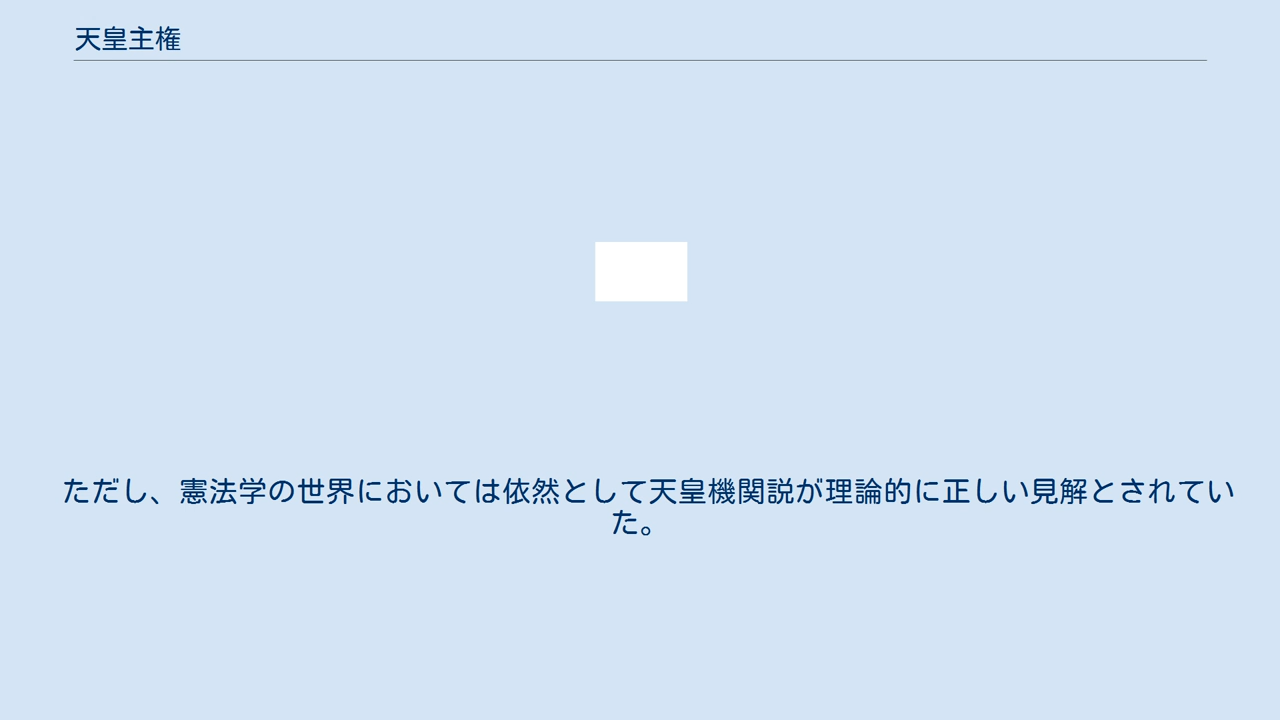 天皇主権
ただし、憲法学の世界においては依然として天皇機関説が理論的に正しい見解とされてい
た。